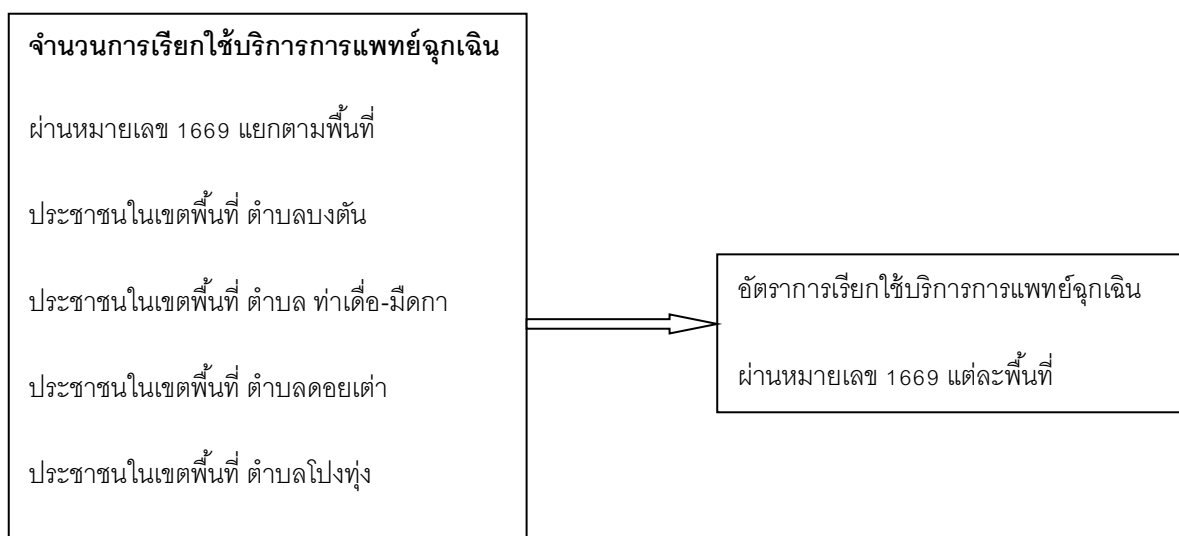 จำนวนการเรียกใช้บริการการแพทย์ฉุกเฉิน
ผ่านหมายเลข 1669 แยกตามพื้นที่
ประชาชนในเขตพื้นที่ ตำบลบงตัน
ประชาชนในเขตพื้นที่ ตำบล ท่าเดื่อ-มืดกา
ประชาชนในเขตพื้นที่ ตำบลดอยเต่า
ประชาชนในเขตพื้นที่ ตำบลโปงทุ่ง
อัตราการเรียกใช้บริการการแพทย์ฉุกเฉิน
ผ่านหมายเลข 1669 แต่ละพื้นที่